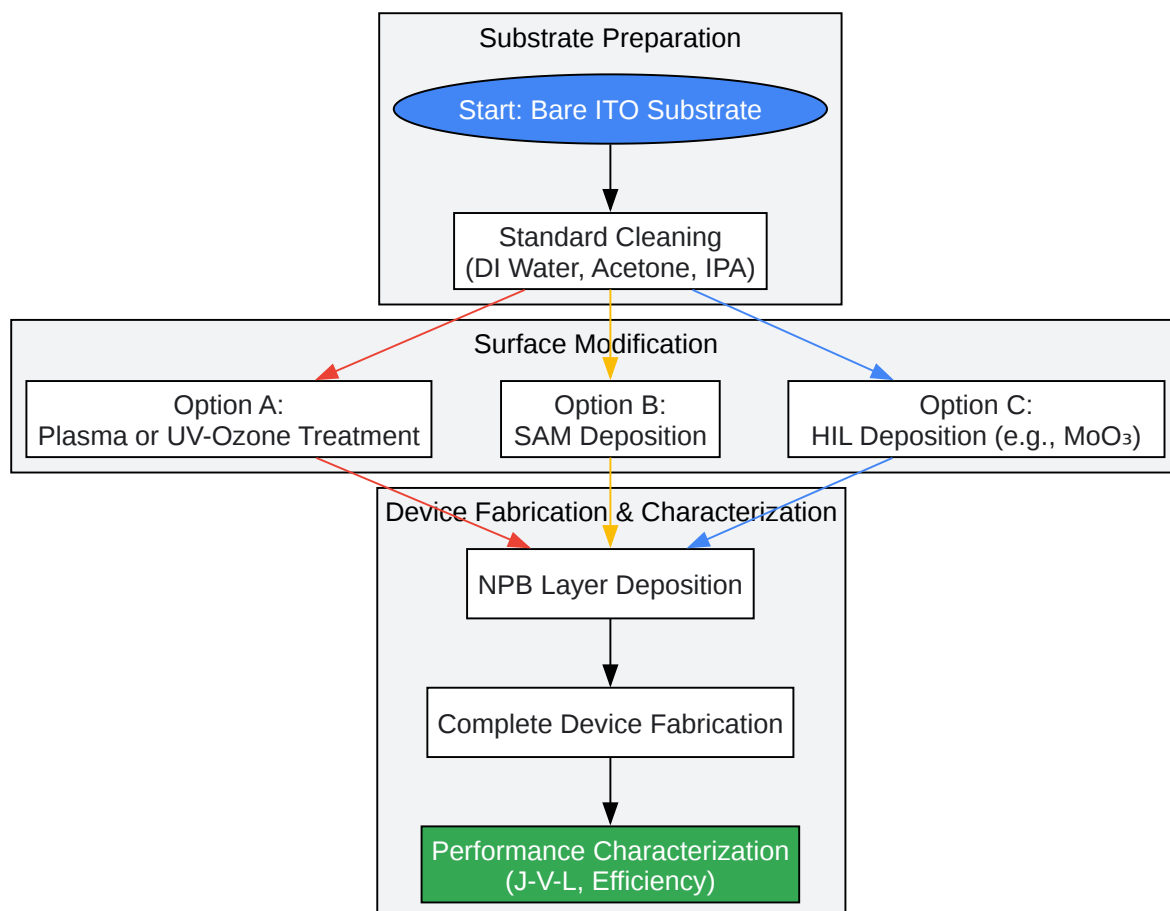 Substrate Preparation
Start: Bare ITO Substrate
Standard Cleaning
(DI Water, Acetone, IPA)
Surface Modification
Option A:
Plasma or UV-Ozone Treatment
Option B:
SAM Deposition
Option C:
HIL Deposition (e.g., MoO₃)
Device Fabrication & Characterization
NPB Layer Deposition
Complete Device Fabrication
Performance Characterization
(J-V-L, Efficiency)